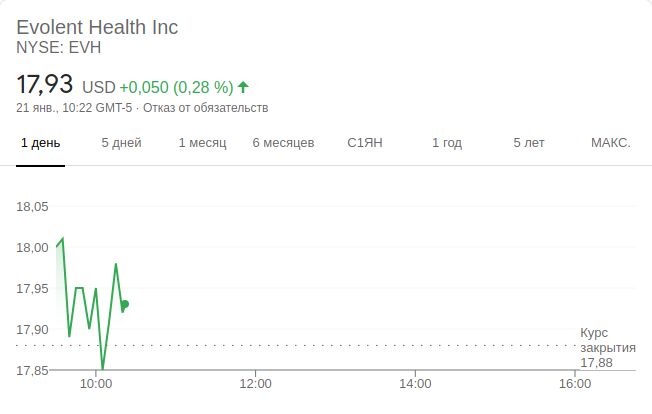 Evolent Health Inc
NYSE: EVH
17,93 USD +0,050 (0,28 %)
21 янв., 10:22 GMT-5 · Отказ от обязательств
1 день 5 дней 1 месяц 6 месяцев С1ЯН 1 год 5 лет МАКС.
18,05
18,00
17,95
17,90
17,85
Курс
закрытия
17,88
10:00 12:00 14:00 16:00